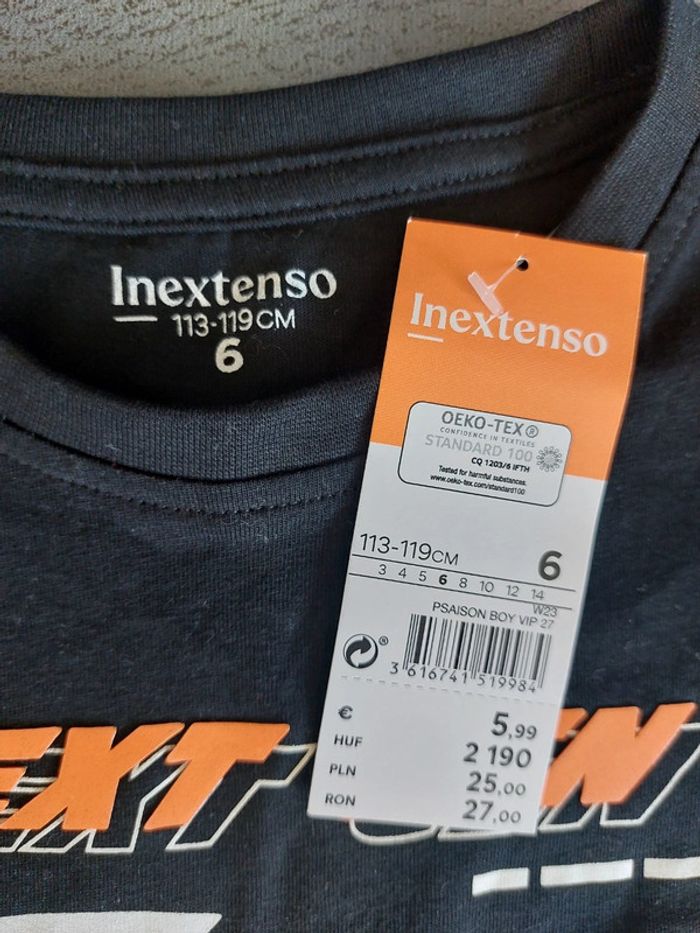 Inextenso
113-119CM
6
Inextenso
OEKO-TEX®
CONFIDENCE IN TEXTILES
STANDARD 100
CQ 1203/6 IFTH
Tested for harmful substances.
www.oeko-tex.com/standard100
113-119CM 6
3 4 5 6 8 10 12 14
W23
PSAISON BOY VIP 27
®
3 616741 519984
€ 5,99
HUF 2 190
PLN 25,00
RON 27,00
EXT